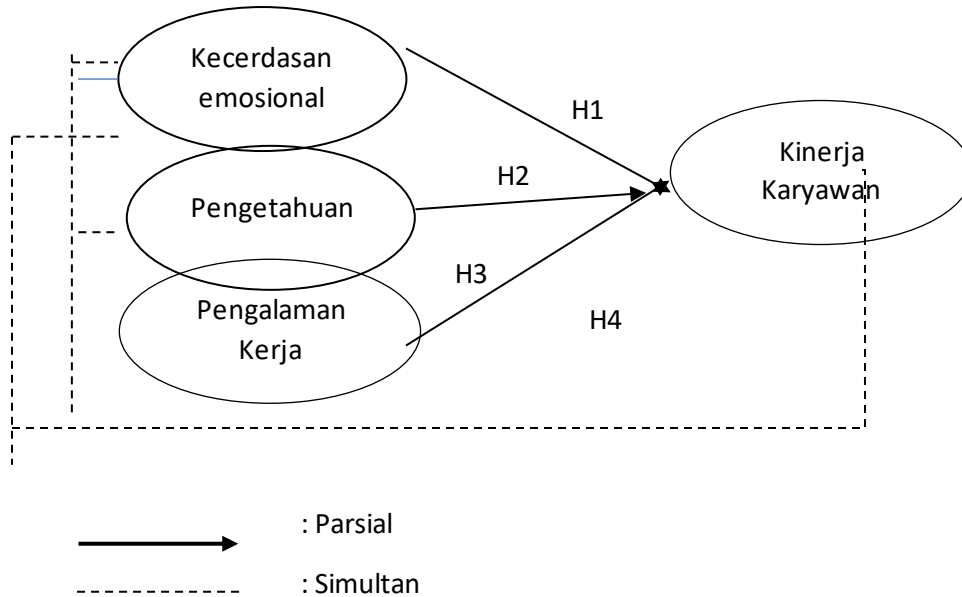 Kecerdasan
emosional
H1
Kinerja
Karyawan
H2
Pengetahuan
H3
Pengalaman
Kerja
H4
: Parsial
: Simultan